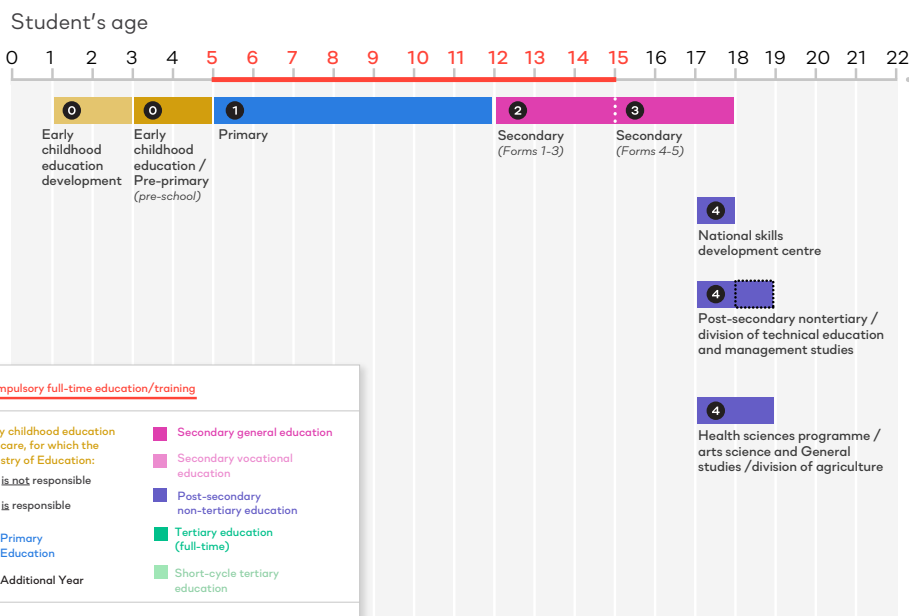 Student's age
0 1 2 3 4 5 6 7 8 9 10 11 12 13 14 15 16 17 18 19 20 21 22
0 0 1 2 3
Early
childhood
education
development
Early
childhood
education /
Pre-primary
(pre-school)
Primary
Secondary
(Forms 1-3)
Secondary
(Forms 4-5)
4
National skills
development centre
4
Post-secondary nontertiary /
division of technical education
and management studies
4
Health sciences programme /
arts science and General
studies /division of agriculture
mpulsory full-time education/training
y childhood education
care, for which the
stry of Education:
is not responsible
is responsible
Primary
Education
Additional Year
Secondary general education
Secondary vocational
education
Post-secondary
non-tertiary education
Tertiary education
(full-time)
Short-cycle tertiary
education